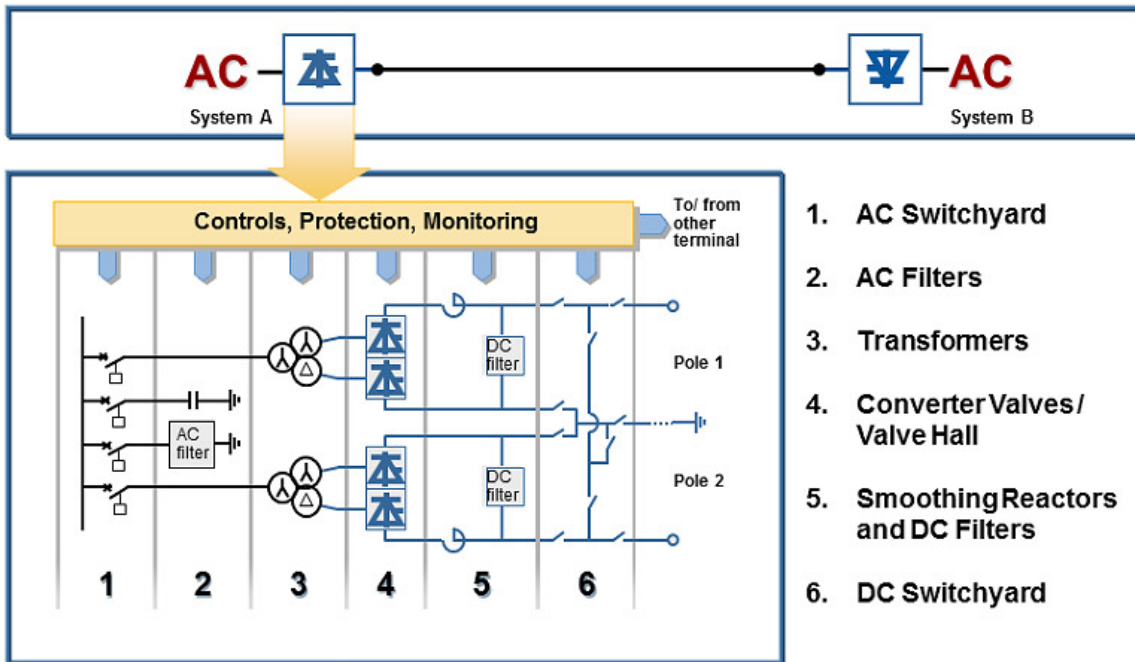 AC
System A
AC
System B
Controls, Protection, Monitoring
To/ from
other
terminal
DC
filter
Pole 1
AC
filter
DC
filter
Pole 2
1
2
3
4
5
6
1. AC Switchyard
2. AC Filters
3. Transformers
4. Converter Valves /
Valve Hall
5. Smoothing Reactors
and DC Filters
6. DC Switchyard